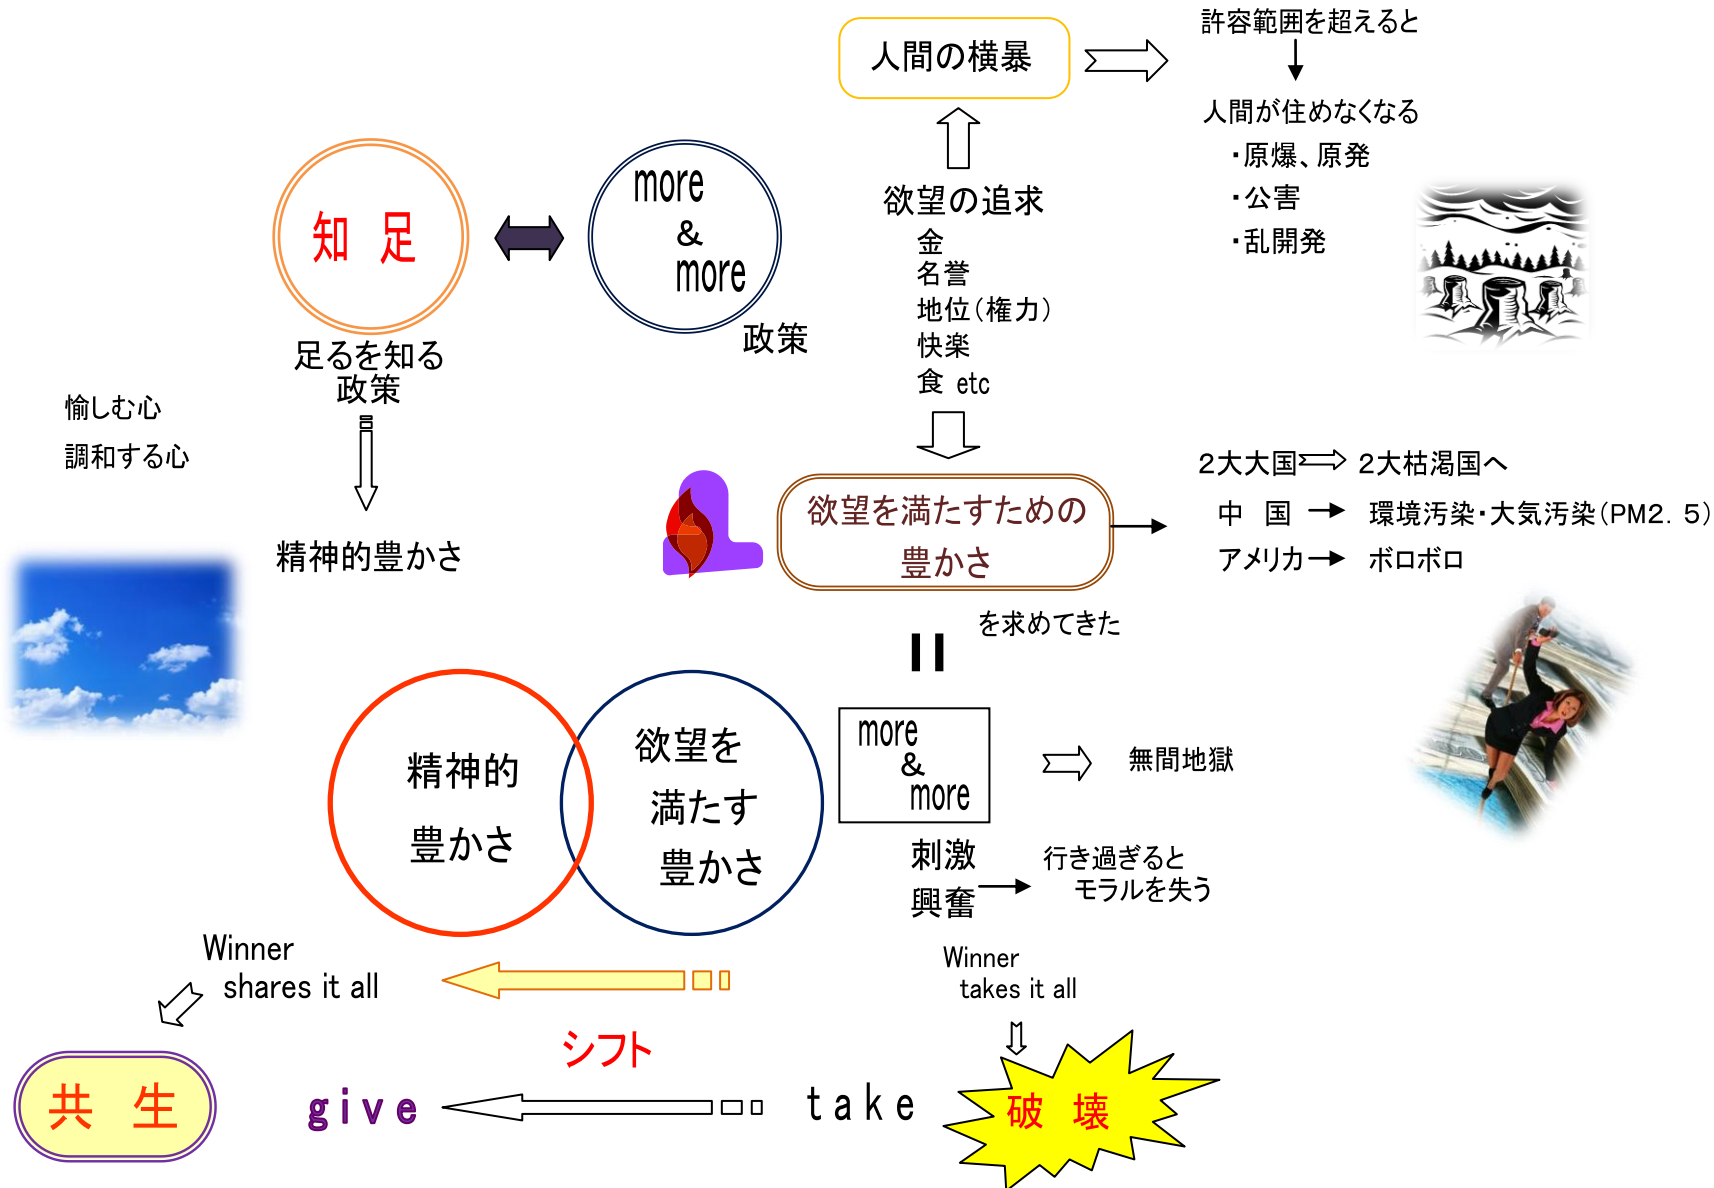 人間の横暴
許容範囲を超えると
人間が住めなくなる
・原爆、原発
・公害
・乱開発
知 足
more
&
more
政策
足るを知る
政策
欲望の追求
金
名誉
地位(権力)
快楽
食 etc
愉しむ心
調和する心
精神的豊かさ
欲望を満たすための
豊かさ
を求めてきた
2大大国 2大枯渇国へ
中 国 環境汚染・大気汚染(PM2.5)
アメリカ ボロボロ
精神的
豊かさ
欲望を
満たす
豊かさ
more
&
more
無間地獄
刺激
興奮
行き過ぎると
モラルを失う
Winner
shares it all
Winner
takes it all
シフト
共 生
give
take
破 壊